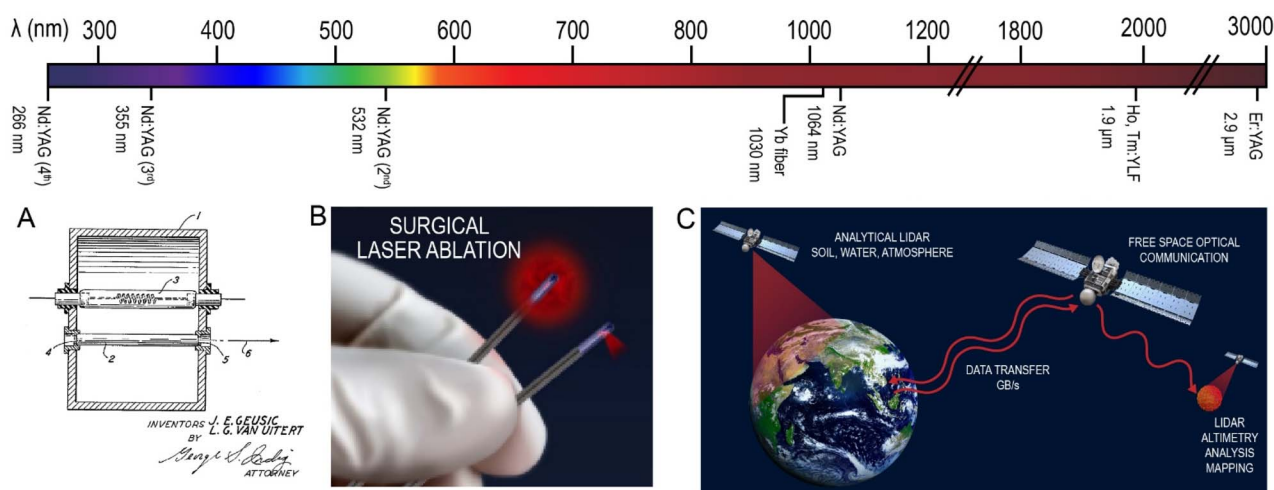 λ (nm) 300 400 500 600 700 800 1000 1200 1800 2000 3000
Nd:YAG (4th)
266 nm
Nd:YAG (3rd)
355 nm
Nd:YAG (2nd)
532 nm
Yb fiber
1030 nm
Nd:YAG
1064 nm
Ho, Tm:YLF
1.9 µm
Er:YAG
2.9 µm
A
1
3
4
2
5
6
INVENTORS J. E. GEUSIC
L. G. VAN UITERT
BY
George S. Indig
ATTORNEY
B
SURGICAL
LASER ABLATION
C
ANALYTICAL LIDAR
SOIL, WATER, ATMOSPHERE
FREE SPACE OPTICAL
COMMUNICATION
DATA TRANSFER
GB/s
LIDAR
ALTIMETRY
ANALYSIS
MAPPING